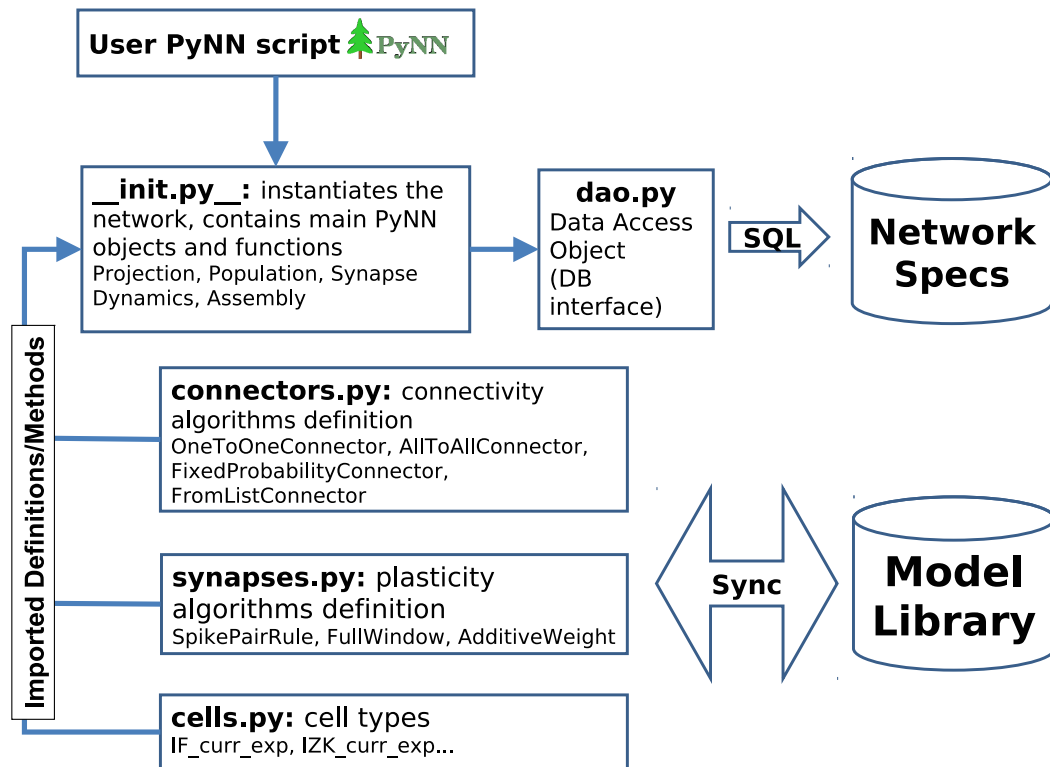 User PyNN script PyNN
__init.py__: instantiates the
network, contains main PyNN
objects and functions
Projection, Population, Synapse
Dynamics, Assembly
dao.py
Data Access
Object
(DB
interface)
SQL
Network
Specs
Imported Definitions/Methods
connectors.py: connectivity
algorithms definition
OneToOneConnector, AllToAllConnector,
FixedProbabilityConnector,
FromListConnector
synapses.py: plasticity
algorithms definition
SpikePairRule, FullWindow, AdditiveWeight
Sync
Model
Library
cells.py: cell types
IF_curr_exp, IZK_curr_exp...